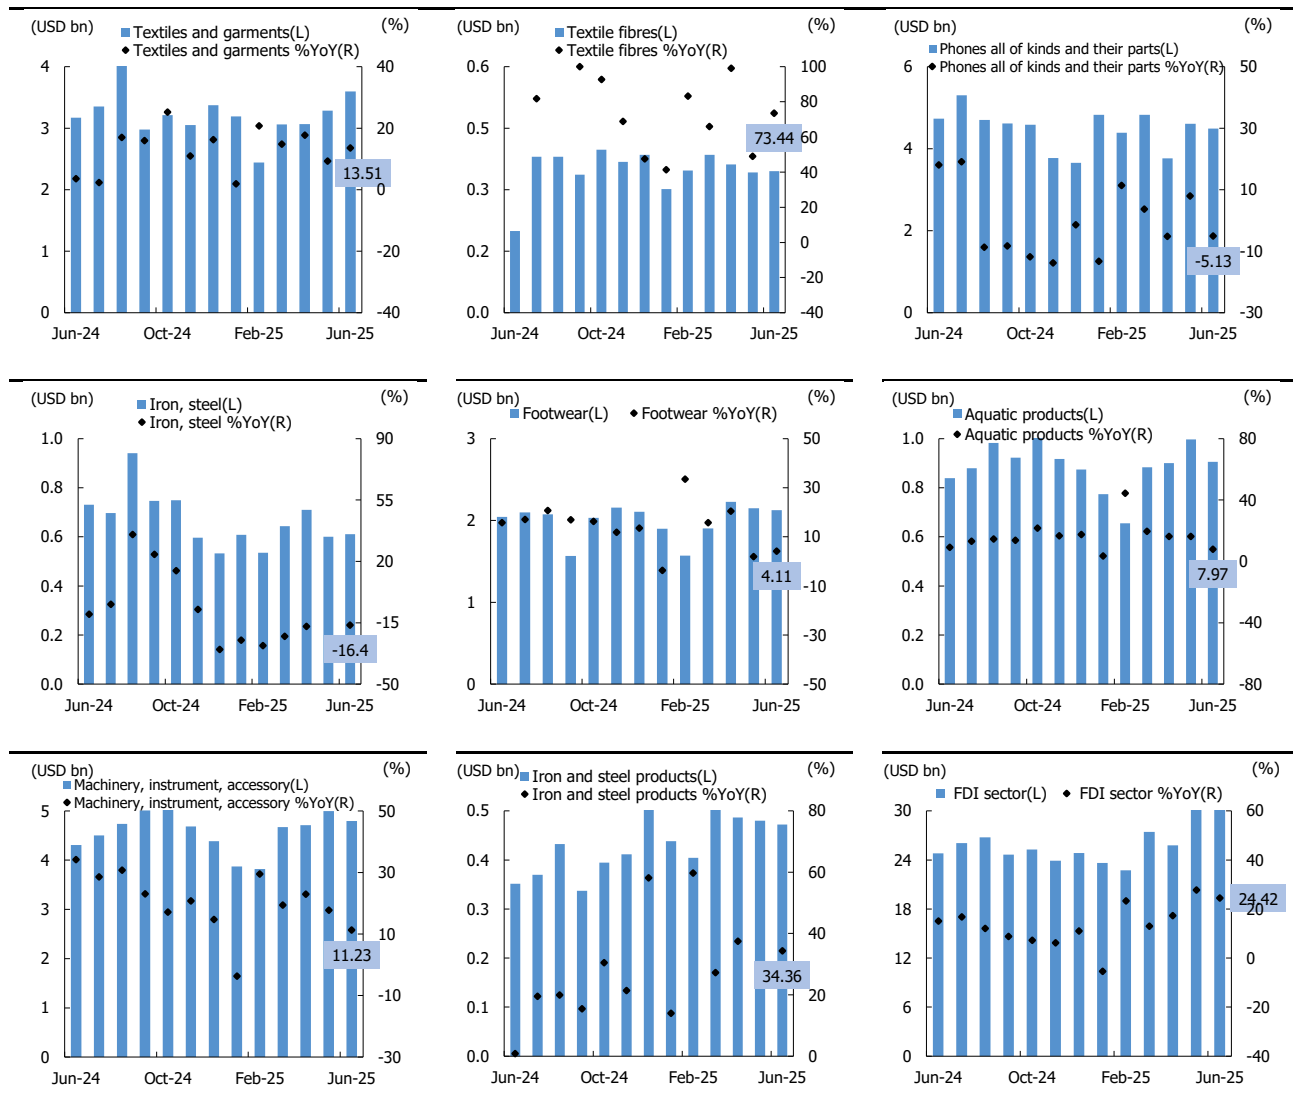 (USD bn)
(%)
Textiles and garments(L)
Textiles and garments %YoY(R)
4
3
2
1
0
40
20
0
-20
-40
13.51
Jun-24
Oct-24
Feb-25
Jun-25
(USD bn)
(%)
Textile fibres(L)
Textile fibres %YoY(R)
0.6
0.5
0.3
0.2
0.0
100
80
60
40
20
0
-20
-40
73.44
Jun-24
Oct-24
Feb-25
Jun-25
(USD bn)
(%)
Phones all of kinds and their parts(L)
Phones all of kinds and their parts %YoY(R)
6
4
2
0
50
30
10
-10
-30
-5.13
Jun-24
Oct-24
Feb-25
Jun-25
(USD bn)
(%)
Iron, steel(L)
Iron, steel %YoY(R)
1.0
0.8
0.6
0.4
0.2
0.0
90
55
20
-15
-50
-16.4
Jun-24
Oct-24
Feb-25
Jun-25
(USD bn)
(%)
Footwear(L)
Footwear %YoY(R)
3
2
1
0
50
30
10
-10
-30
-50
4.11
Jun-24
Oct-24
Feb-25
Jun-25
(USD bn)
(%)
Aquatic products(L)
Aquatic products %YoY(R)
1.0
0.8
0.6
0.4
0.2
0.0
80
40
0
-40
-80
7.97
Jun-24
Oct-24
Feb-25
Jun-25
(USD bn)
(%)
Machinery, instrument, accessory(L)
Machinery, instrument, accessory %YoY(R)
5
4
3
2
1
0
50
30
10
-10
-30
11.23
Jun-24
Oct-24
Feb-25
Jun-25
(USD bn)
(%)
Iron and steel products(L)
Iron and steel products %YoY(R)
0.5
0.4
0.3
0.2
0.1
0.0
80
60
40
20
0
34.36
Jun-24
Oct-24
Feb-25
Jun-25
(USD bn)
(%)
FDI sector(L)
FDI sector %YoY(R)
30
24
18
12
6
0
60
40
20
0
-20
-40
24.42
Jun-24
Oct-24
Feb-25
Jun-25